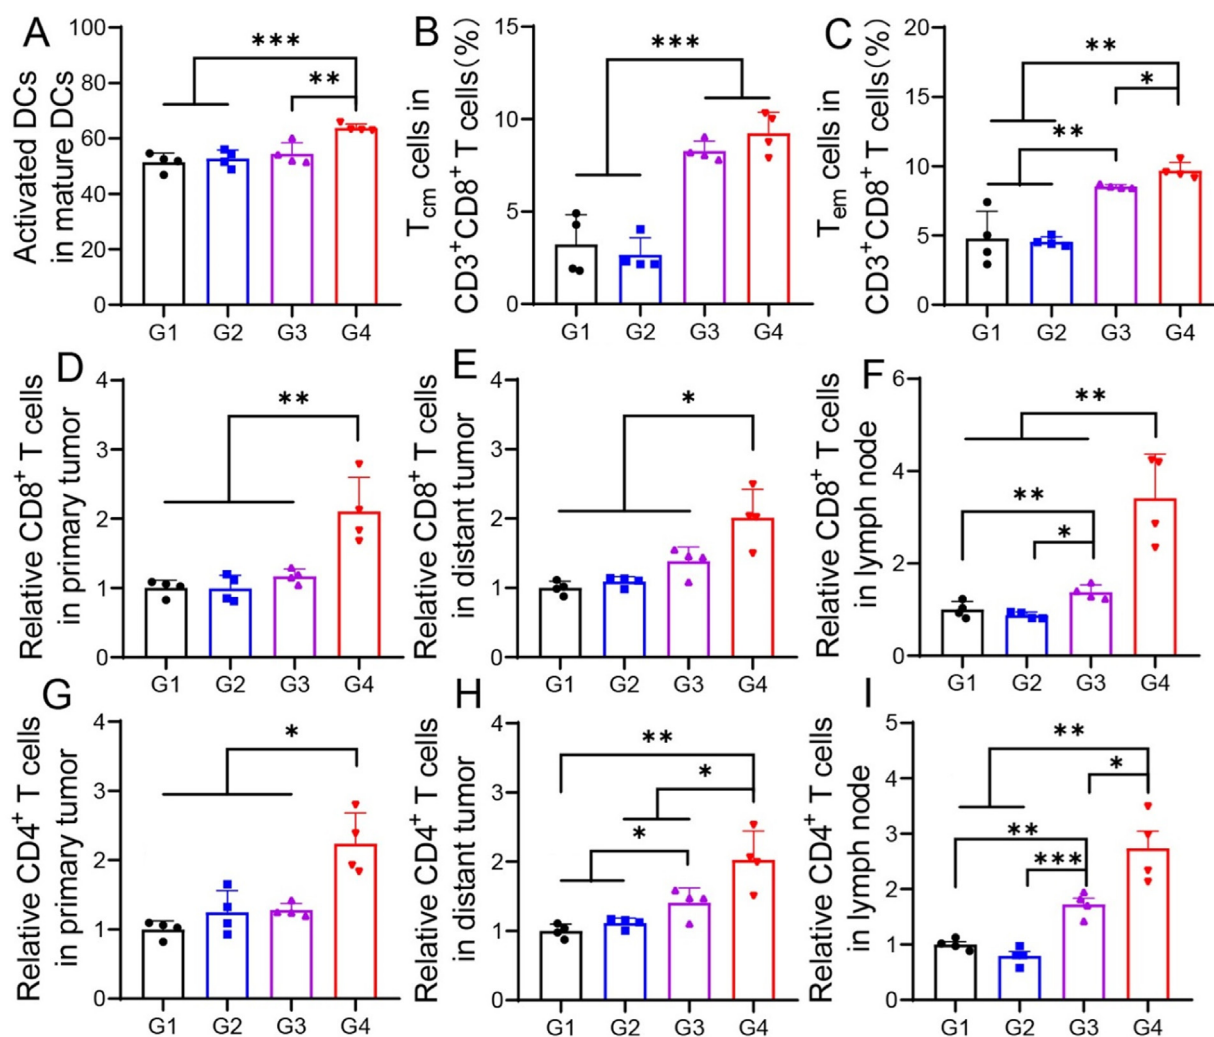 A
Activated DCs
in mature DCs
100
80
60
40
20
0
***
**
G1 G2 G3 G4
B
T_cm cells in
CD3⁺CD8⁺ T cells(%)
15
10
5
0
***
G1 G2 G3 G4
C
T_em cells in
CD3⁺CD8⁺ T cells(%)
20
15
10
5
0
**
*
**
G1 G2 G3 G4
D
Relative CD8⁺ T cells
in primary tumor
4
3
2
1
0
**
G1 G2 G3 G4
E
Relative CD8⁺ T cells
in distant tumor
4
3
2
1
0
*
G1 G2 G3 G4
F
Relative CD8⁺ T cells
in lymph node
6
4
2
0
**
**
*
G1 G2 G3 G4
G
Relative CD4⁺ T cells
in primary tumor
4
3
2
1
0
*
G1 G2 G3 G4
H
Relative CD4⁺ T cells
in distant tumor
4
3
2
1
0
**
*
*
G1 G2 G3 G4
I
Relative CD4⁺ T cells
in lymph node
5
4
3
2
1
0
**
*
**
***
G1 G2 G3 G4